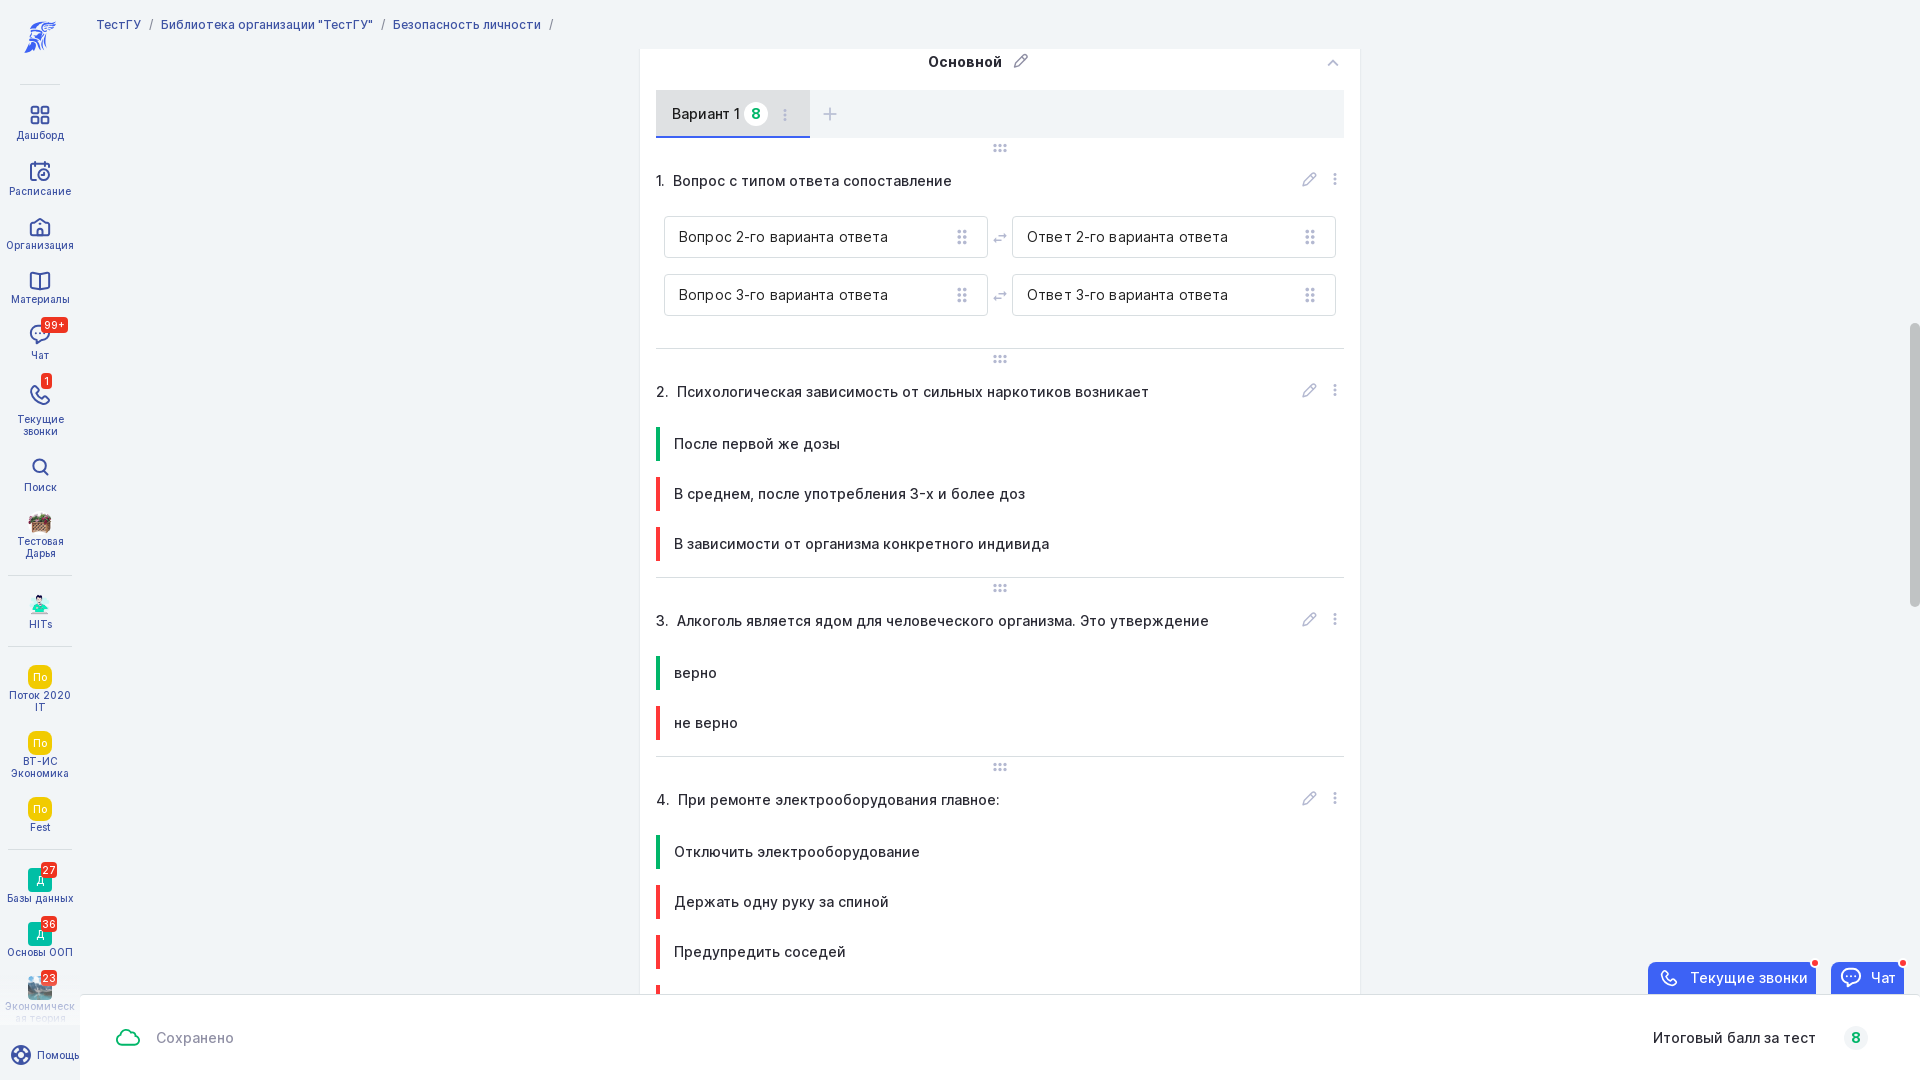 ТестГУ / Библиотека организации "ТестГУ" / Безопасность личности /
Дашборд
Расписание
Организация
Материалы
99+
Чат
1
Текущие
звонки
Поиск
Тестовая
Дарья
HITs
По
Поток 2020
IT
По
ВТ-ИС
Экономика
По
Fest
27
Д
Базы данных
36
Д
Основы ООП
23
Экономическ
ая теория
Помощь
Основной
Вариант 1 8
1. Вопрос с типом ответа сопоставление
Вопрос 2-го варианта ответа Ответ 2-го варианта ответа
Вопрос 3-го варианта ответа Ответ 3-го варианта ответа
2. Психологическая зависимость от сильных наркотиков возникает
После первой же дозы
В среднем, после употребления 3-х и более доз
В зависимости от организма конкретного индивида
3. Алкоголь является ядом для человеческого организма. Это утверждение
верно
не верно
4. При ремонте электрооборудования главное:
Отключить электрооборудование
Держать одну руку за спиной
Предупредить соседей
Текущие звонки Чат
Сохранено
Итоговый балл за тест 8